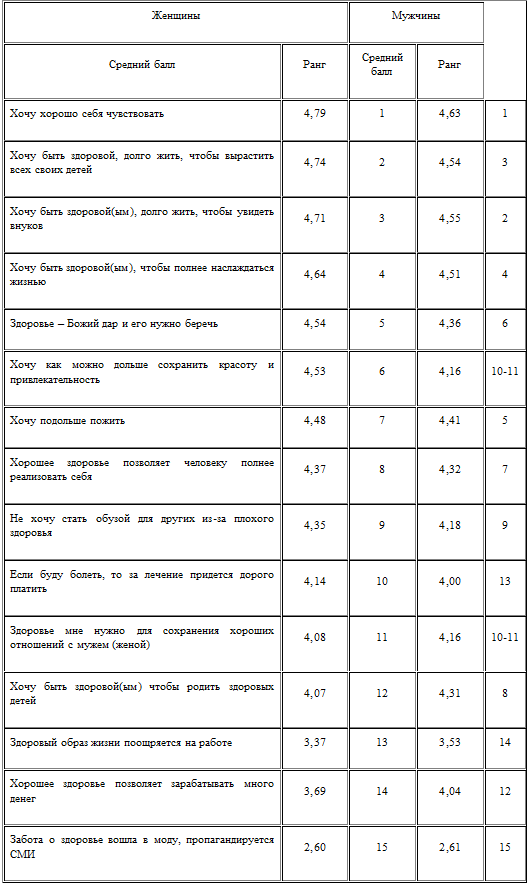 Женщины Мужчины
Средний балл Ранг Средний балл Ранг
Хочу хорошо себя чувствовать 4,79 1 4,63 1
Хочу быть здоровой, долго жить, чтобы вырастить
всех своих детей 4,74 2 4,54 3
Хочу быть здоровой(ым), долго жить, чтобы увидеть
внуков 4,71 3 4,55 2
Хочу быть здоровой(ым), чтобы полнее наслаждаться
жизнью 4,64 4 4,51 4
Здоровье – Божий дар и его нужно беречь 4,54 5 4,36 6
Хочу как можно дольше сохранить красоту и
привлекательность 4,53 6 4,16 10-11
Хочу подольше пожить 4,48 7 4,41 5
Хорошее здоровье позволяет человеку полнее
реализовать себя 4,37 8 4,32 7
Не хочу стать обузой для других из-за плохого
здоровья 4,35 9 4,18 9
Если буду болеть, то за лечение придется дорого
платить 4,14 10 4,00 13
Здоровье мне нужно для сохранения хороших
отношений с мужем (женой) 4,08 11 4,16 10-11
Хочу быть здоровой(ым) чтобы родить здоровых
детей 4,07 12 4,31 8
Здоровый образ жизни поощряется на работе 3,37 13 3,53 14
Хорошее здоровье позволяет зарабатывать много
денег 3,69 14 4,04 12
Забота о здоровье вошла в моду, пропагандируется
СМИ 2,60 15 2,61 15